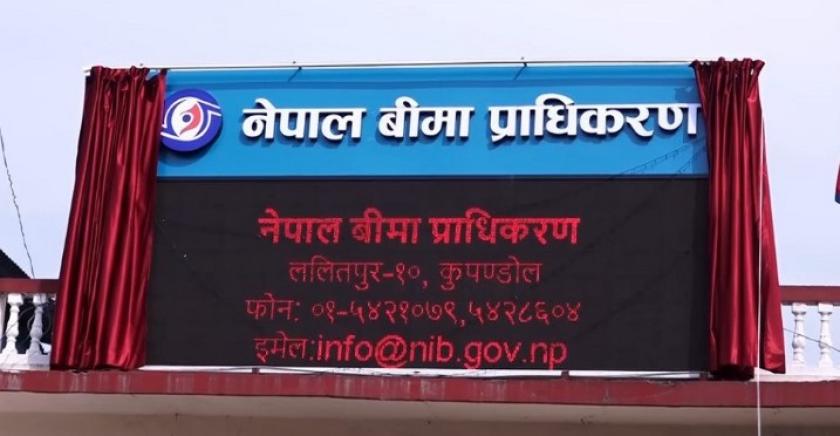 नेपाल बीमा प्राधिकरण
नेपाल बीमा प्राधिकरण
ललितपुर-१०, कुपण्डोल
फोन: ०१-५४२१०७९,५४२८६०४
इमेल:info@nib.gov.np